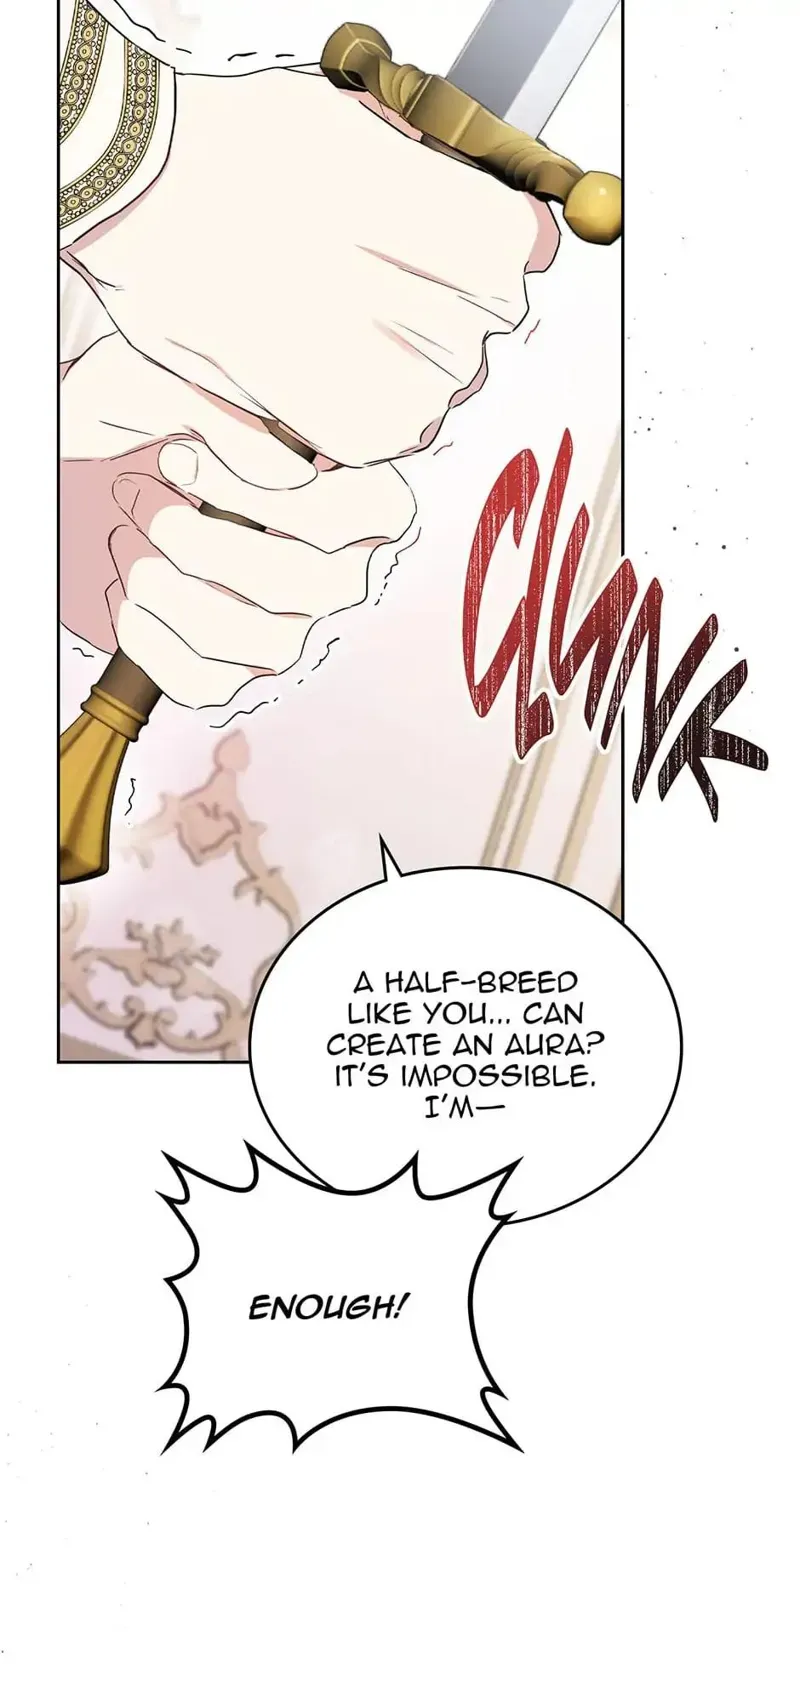 CLUNK
A HALF-BREED
LIKE YOU... CAN
CREATE AN AURA?
IT'S IMPOSSIBLE.
I'M—
ENOUGH!